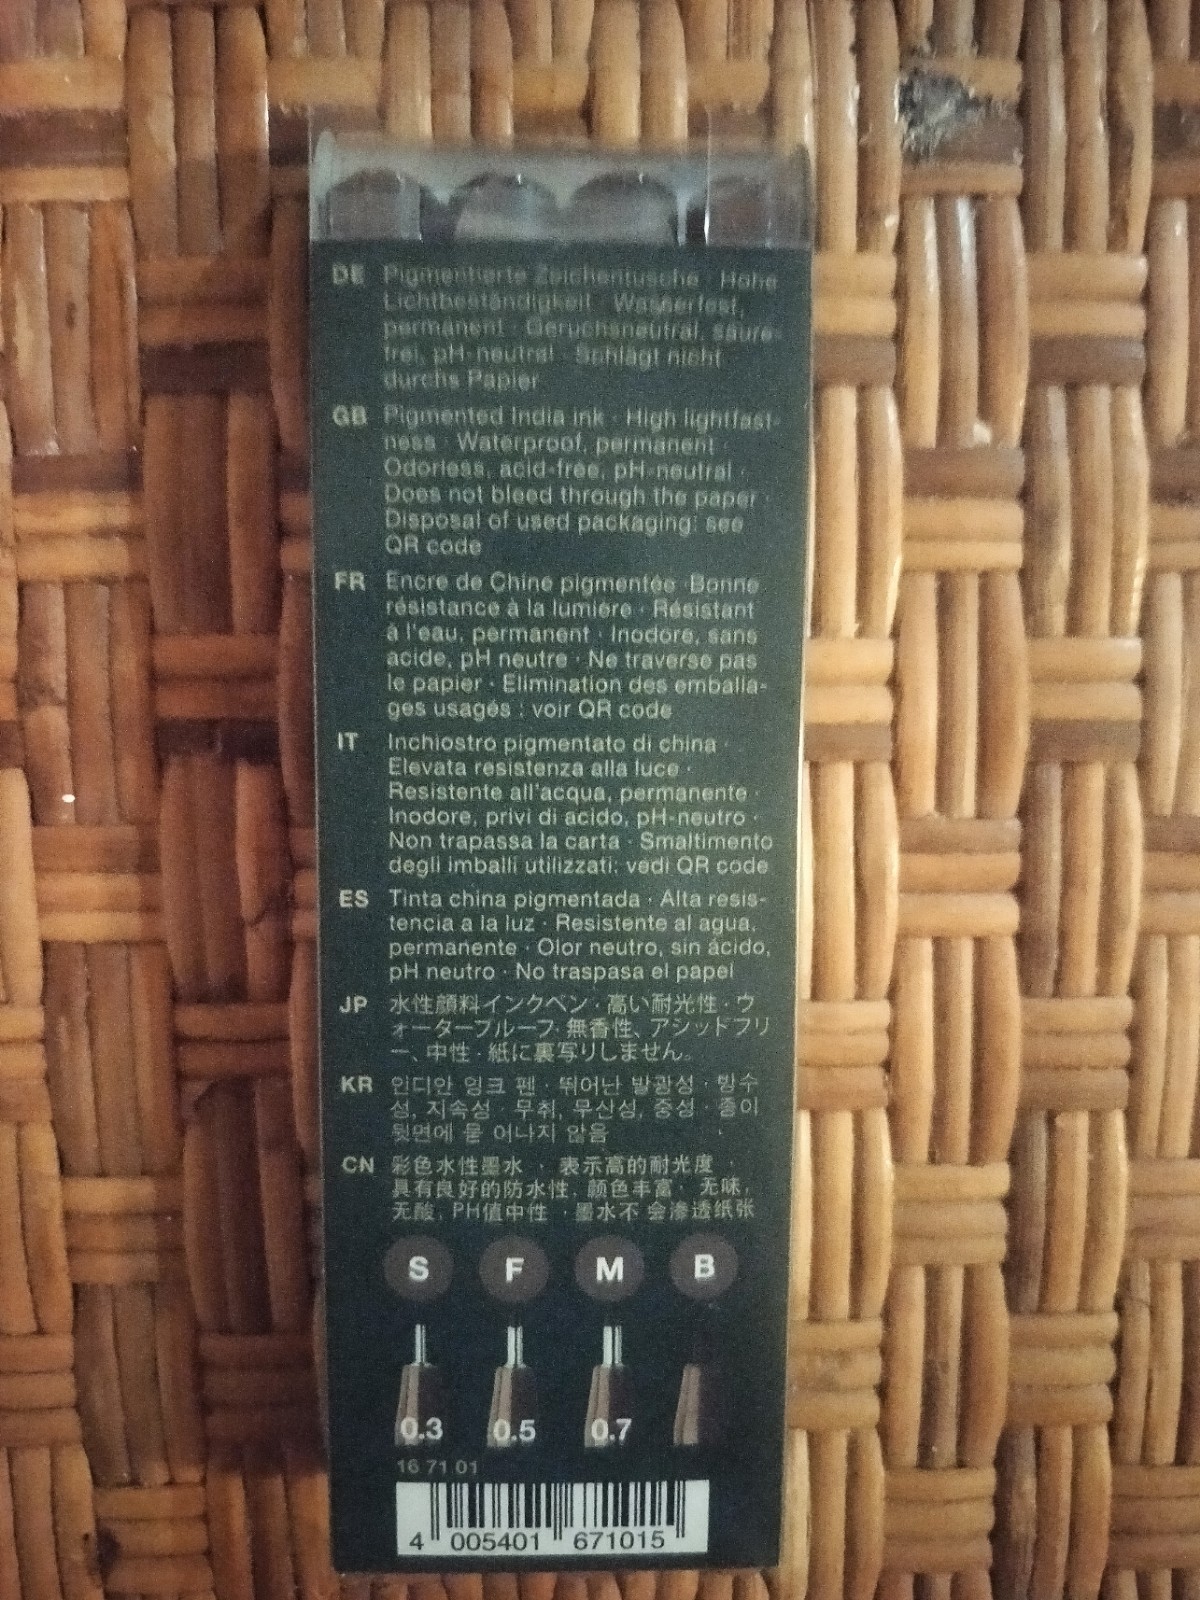 DE Pigmentierte Zeichentusche · Hohe
Lichtbeständigkeit · Wasserfest,
permanent · Geruchsneutral, säure-
frei, pH-neutral · Schlägt nicht
durchs Papier
GB Pigmented India ink · High lightfast-
ness · Waterproof, permanent ·
Odorless, acid-free, pH-neutral ·
Does not bleed through the paper ·
Disposal of used packaging: see
QR code
FR Encre de Chine pigmentée ·Bonne
résistance à la lumière · Résistant
à l'eau, permanent · Inodore, sans
acide, pH neutre · Ne traverse pas
le papier · Elimination des emballa-
ges usagés : voir QR code
IT Inchiostro pigmentato di china ·
Elevata resistenza alla luce ·
Resistente all'acqua, permanente ·
Inodore, privi di acido, pH-neutro ·
Non trapassa la carta · Smaltimento
degli imballi utilizzati: vedi QR code
ES Tinta china pigmentada · Alta resis-
tencia a la luz · Resistente al agua,
permanente · Olor neutro, sin ácido,
pH neutro · No traspasa el papel
JP 水性顔料インクペン · 高い耐光性 · ウ
ォータープルーフ· 無香性、アシッドフリ
ー、中性 · 紙に裏写りしません。
KR 인디안 잉크 펜 · 뛰어난 발광성 · 방수
성, 지속성 · 무취, 무산성, 중성 · 종이
뒷면에 묻 어나지 않음
CN 彩色水性墨水 · 表示高的耐光度 ·
具有良好的防水性, 颜色丰富 · 无味,
无酸, PH值中性 · 墨水不 会渗透纸张
S F M B
0.3 0.5 0.7
16 71 01
4 005401 671015